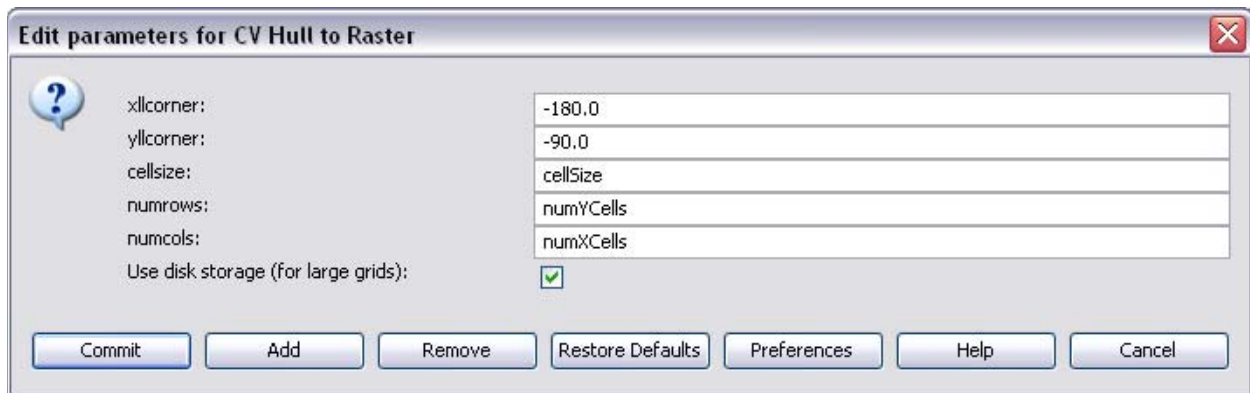 Edit parameters for CV Hull to Raster
?
xllcorner: -180.0
yllcorner: -90.0
cellsize: cellSize
numrows: numYCells
numcols: numXCells
Use disk storage (for large grids):
Commit Add Remove Restore Defaults Preferences Help Cancel